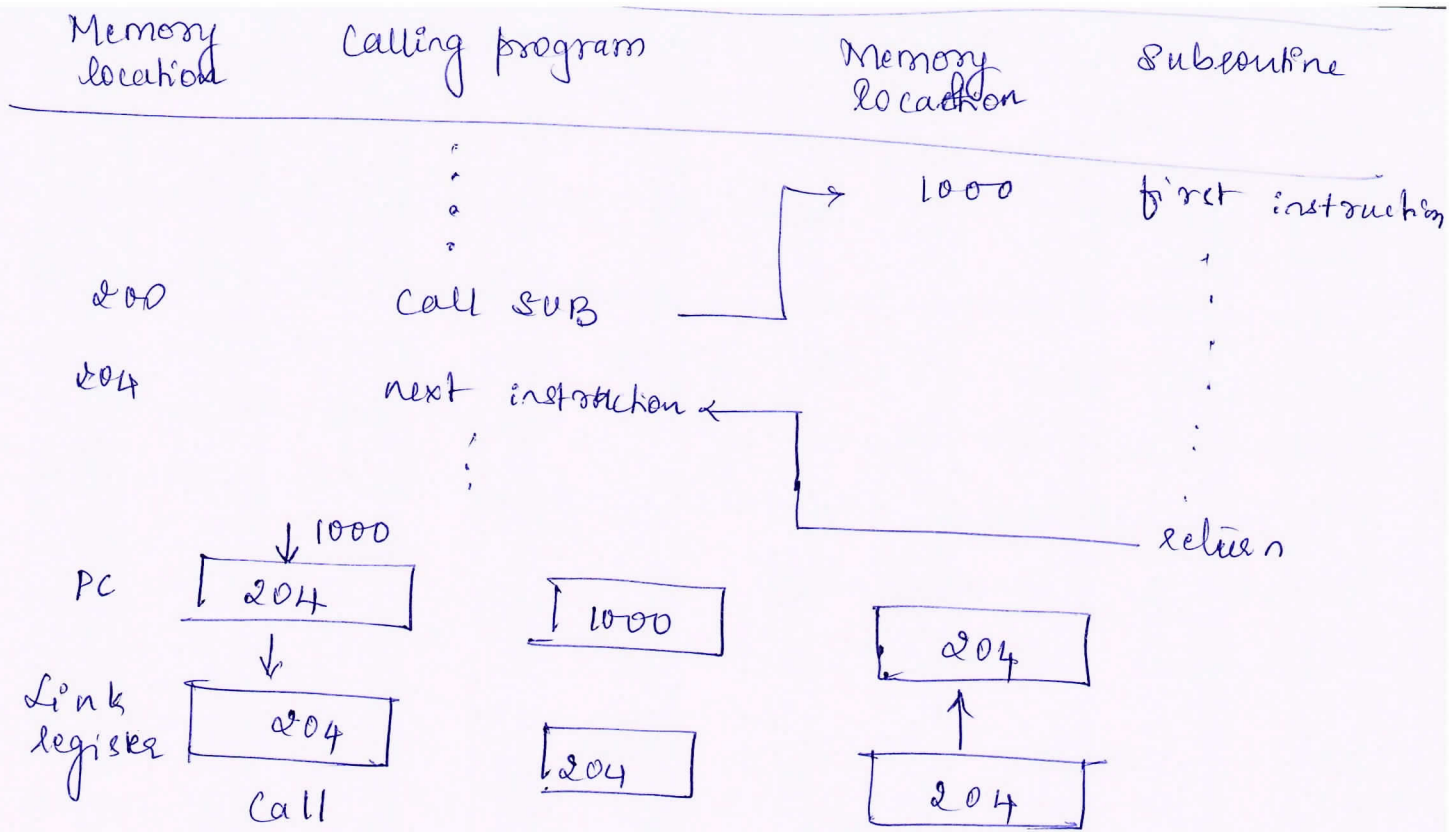 Memory
location
Calling program
Memory
location
Subroutine
1000 first instruction
200 Call SUB
204 next instruction
return
1000
PC 204 1000 204
Link
register 204 204 204
Call